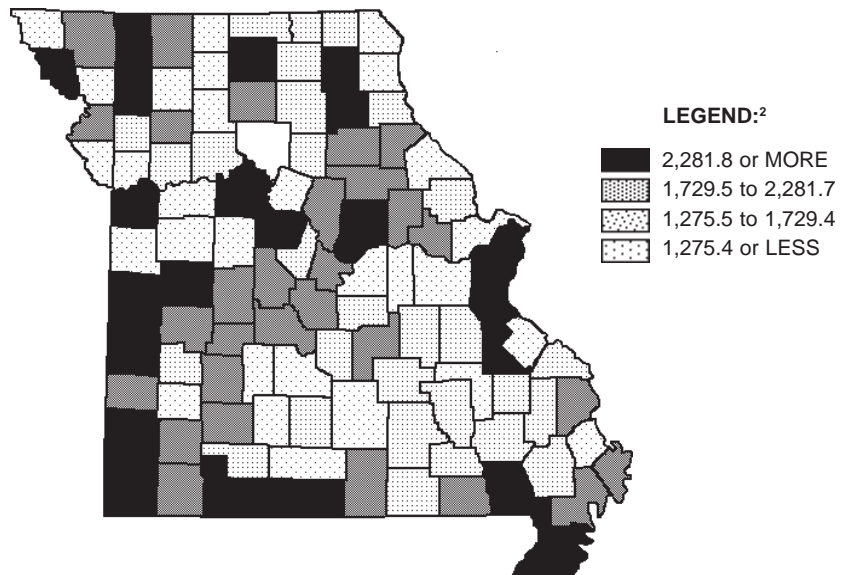 LEGEND:²
2,281.8 or MORE
1,729.5 to 2,281.7
1,275.5 to 1,729.4
1,275.4 or LESS